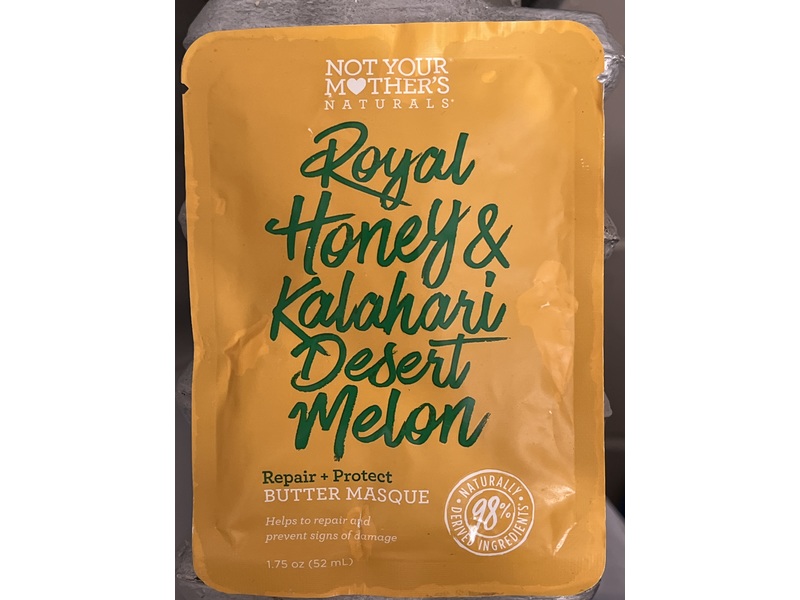 NOT YOUR
MOTHER'S
NATURALS®
Royal
Honey &
Kalahari
Desert
Melon
Repair + Protect
BUTTER MASQUE
Helps to repair and
prevent signs of damage
1.75 oz (52 mL)
• NATURALLY •
98%
DERIVED INGREDIENTS